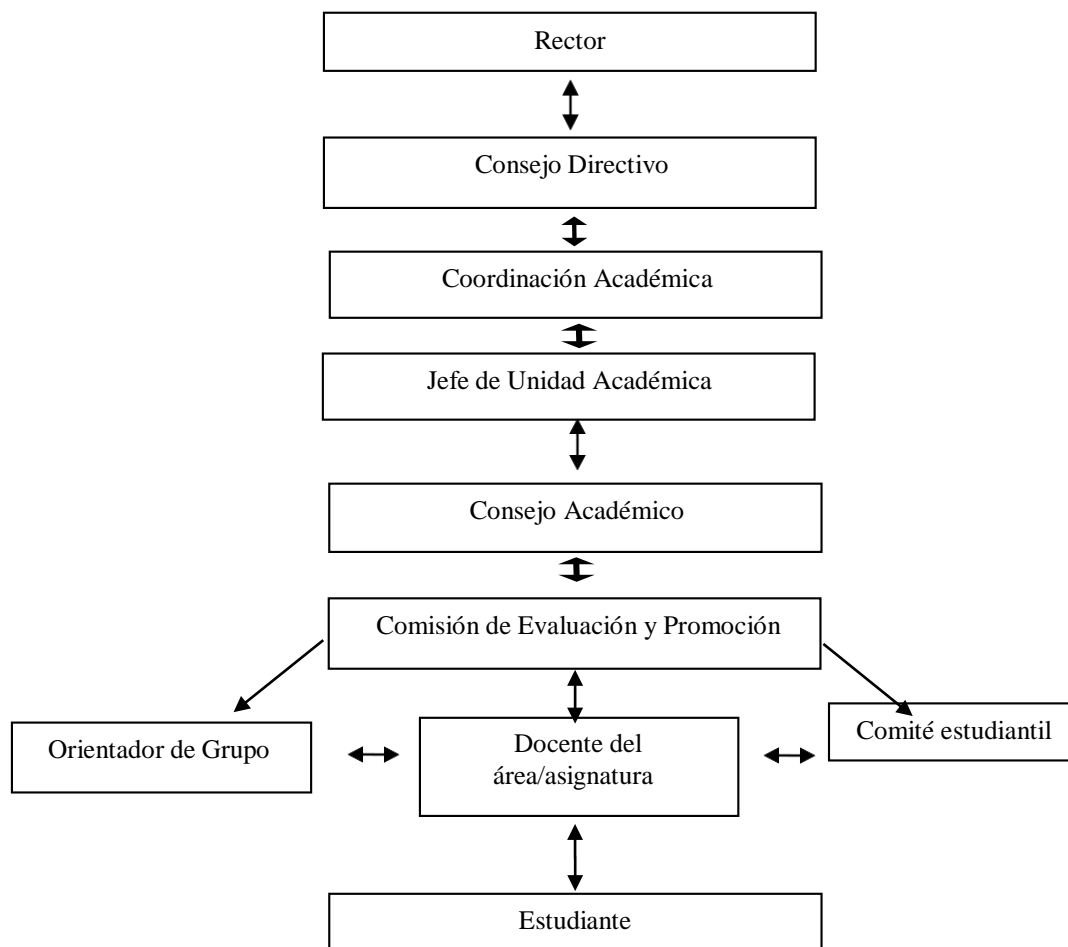 Rector
Consejo Directivo
Coordinación Académica
Jefe de Unidad Académica
Consejo Académico
Comisión de Evaluación y Promoción
Orientador de Grupo
Docente del
área/asignatura
Comité estudiantil
Estudiante